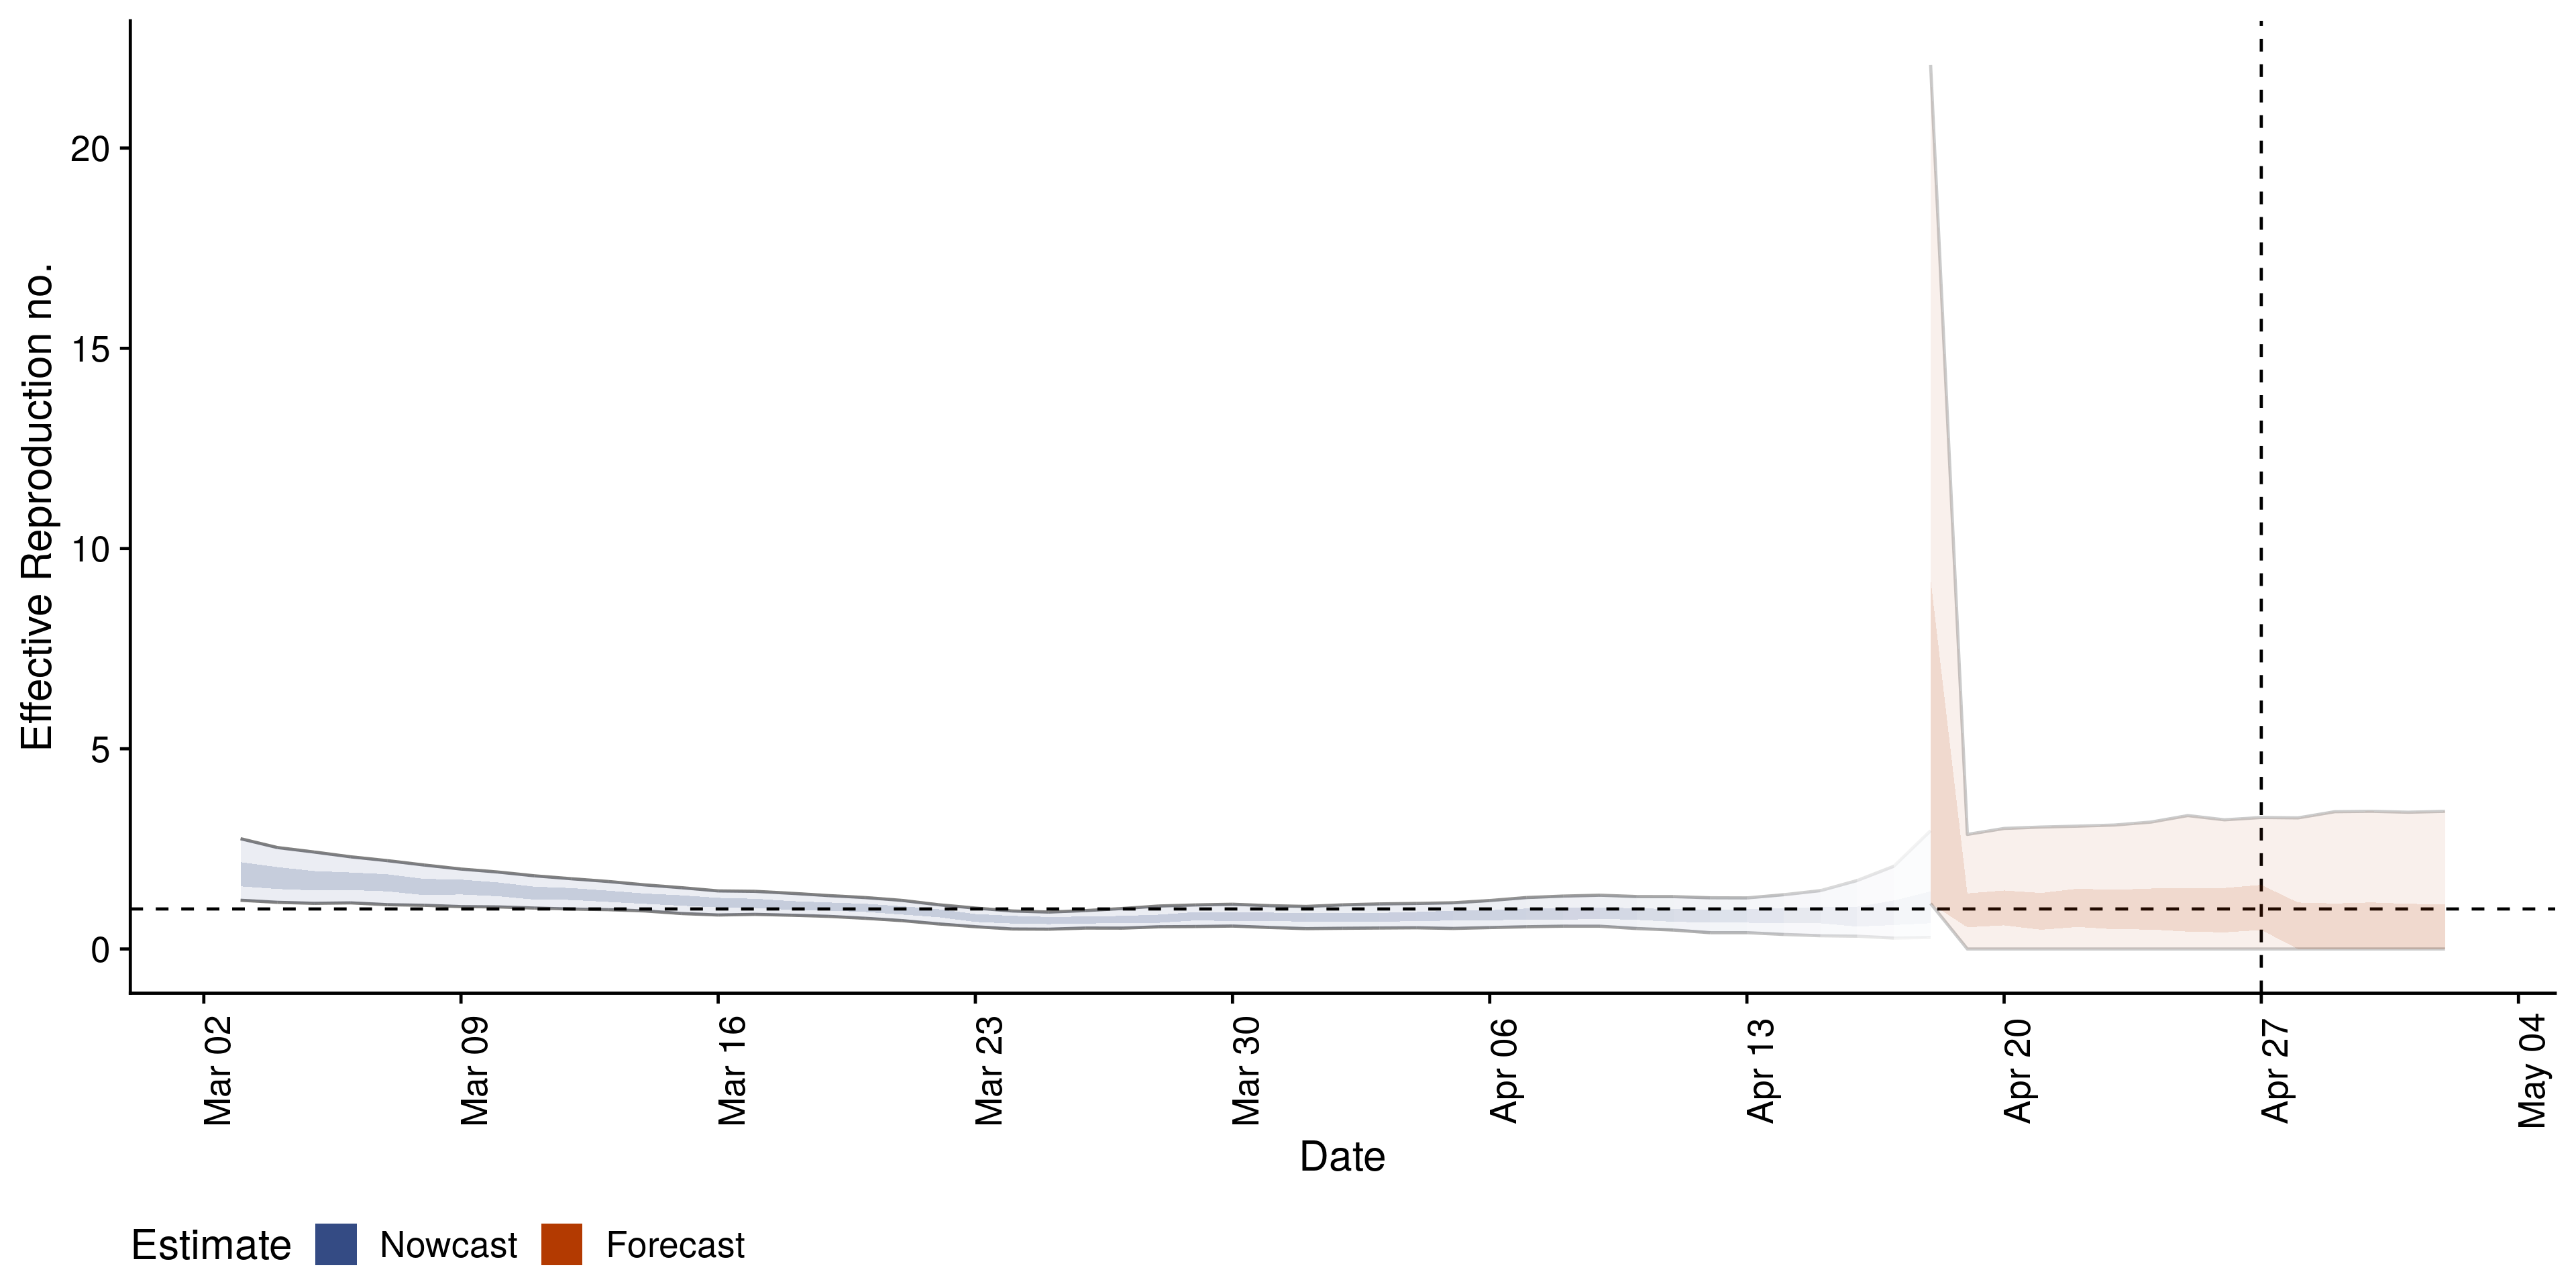 Effective Reproduction no.
20
15
10
5
0
Mar 02
Mar 09
Mar 16
Mar 23
Mar 30
Apr 06
Apr 13
Apr 20
Apr 27
May 04
Date
Estimate Nowcast Forecast